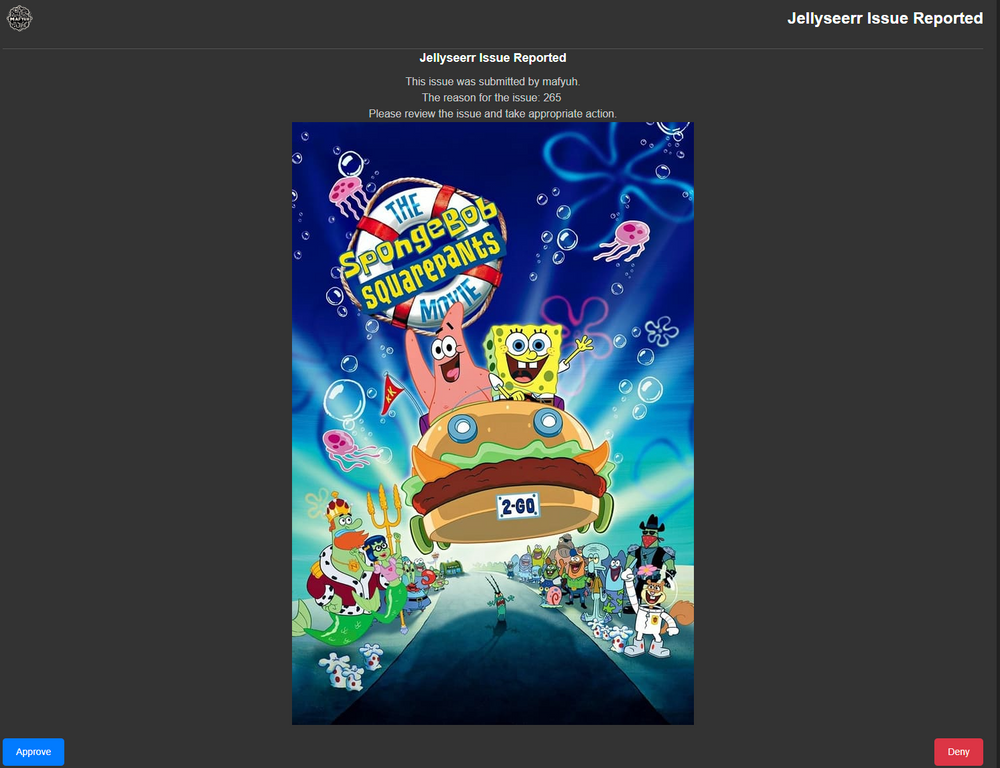 MAFYUH
Jellyseerr Issue Reported
Jellyseerr Issue Reported
This issue was submitted by mafyuh.
The reason for the issue: 265
Please review the issue and take appropriate action.
THE
SpongeBob
SquarePants
MOVIE
KK
2-GO
Approve
Deny